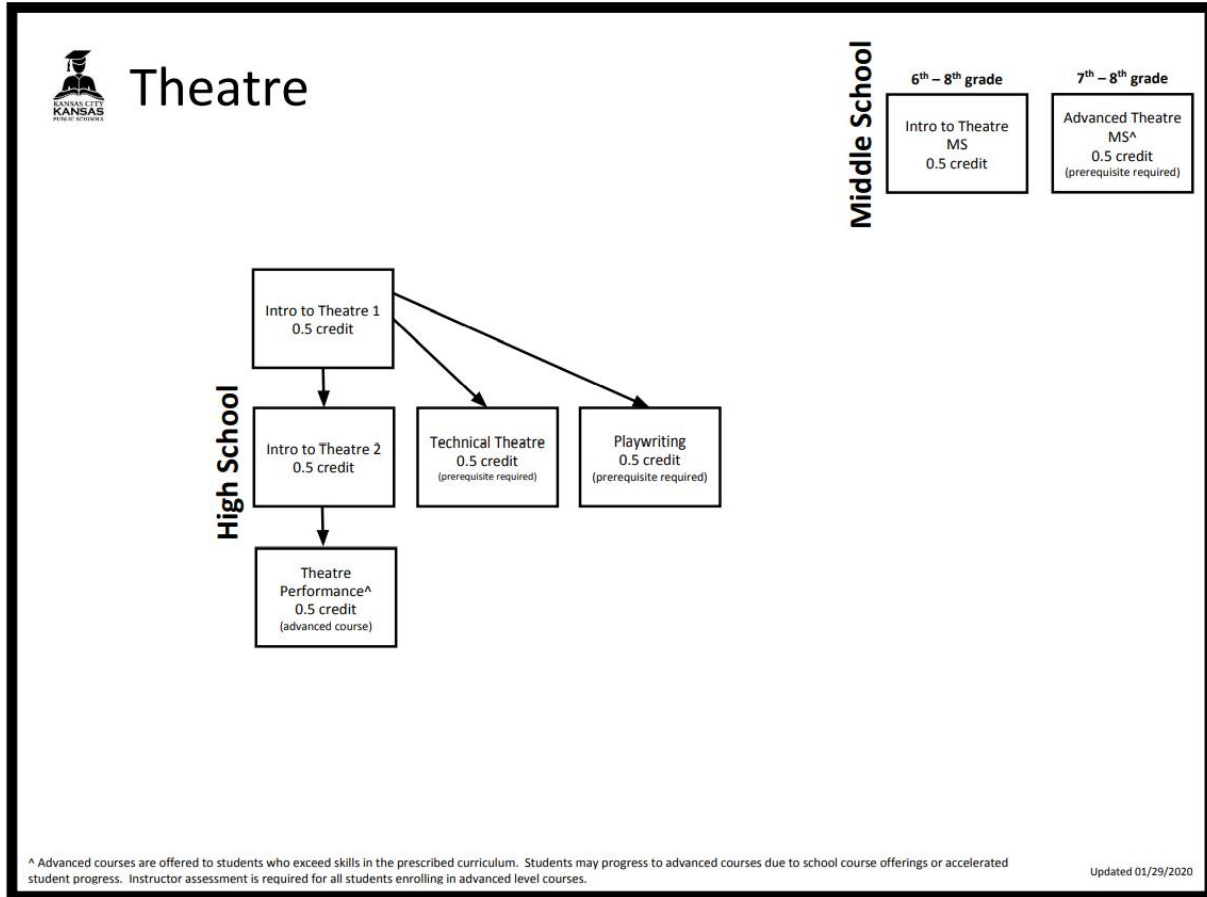 KANSAS CITY
KANSAS
PUBLIC SCHOOLS
Theatre
Middle School
6th – 8th grade
Intro to Theatre
MS
0.5 credit
7th – 8th grade
Advanced Theatre
MS^
0.5 credit
(prerequisite required)
High School
Intro to Theatre 1
0.5 credit
Intro to Theatre 2
0.5 credit
Technical Theatre
0.5 credit
(prerequisite required)
Playwriting
0.5 credit
(prerequisite required)
Theatre
Performance^
0.5 credit
(advanced course)
^ Advanced courses are offered to students who exceed skills in the prescribed curriculum.  Students may progress to advanced courses due to school course offerings or accelerated
student progress.  Instructor assessment is required for all students enrolling in advanced level courses.
Updated 01/29/2020